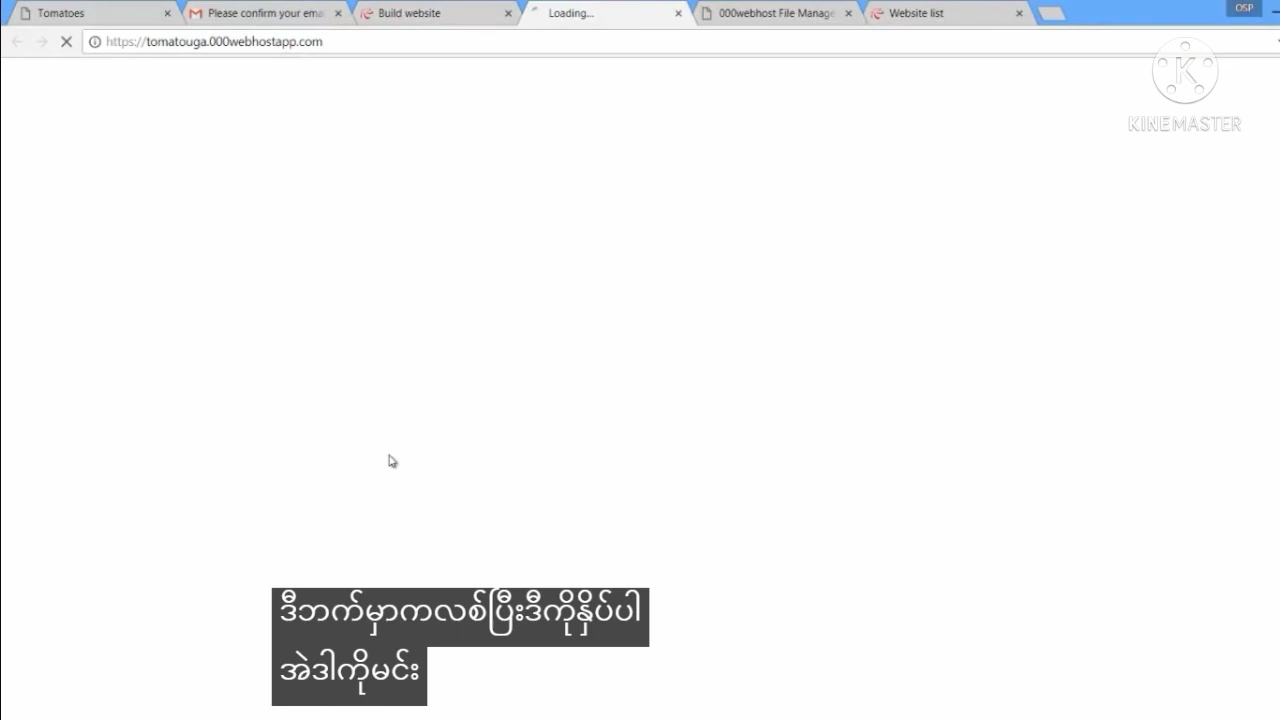 Tomatoes
Please confirm your ema
Build website
Loading...
000webhost File Manage
Website list
OSP
https://tomatouga.000webhostapp.com
K
KINEMASTER
ဒီဘက်မှာကလစ်ပြီးဒီကိုနှိပ်ပါ
အဲဒါကိုမင်း